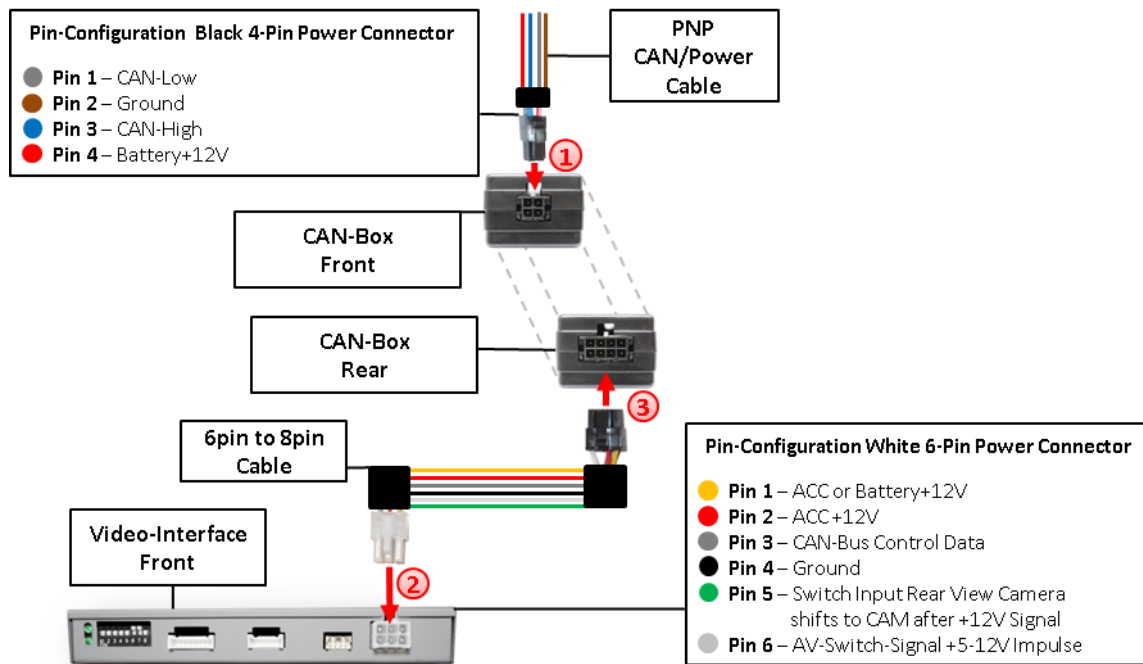 Pin-Configuration Black 4-Pin Power Connector
Pin 1 – CAN-Low
Pin 2 – Ground
Pin 3 – CAN-High
Pin 4 – Battery+12V
PNP
CAN/Power
Cable
1
CAN-Box
Front
CAN-Box
Rear
3
6pin to 8pin
Cable
Video-Interface
Front
2
Pin-Configuration White 6-Pin Power Connector
Pin 1 – ACC or Battery+12V
Pin 2 – ACC +12V
Pin 3 – CAN-Bus Control Data
Pin 4 – Ground
Pin 5 – Switch Input Rear View Camera
shifts to CAM after +12V Signal
Pin 6 – AV-Switch-Signal +5-12V Impulse